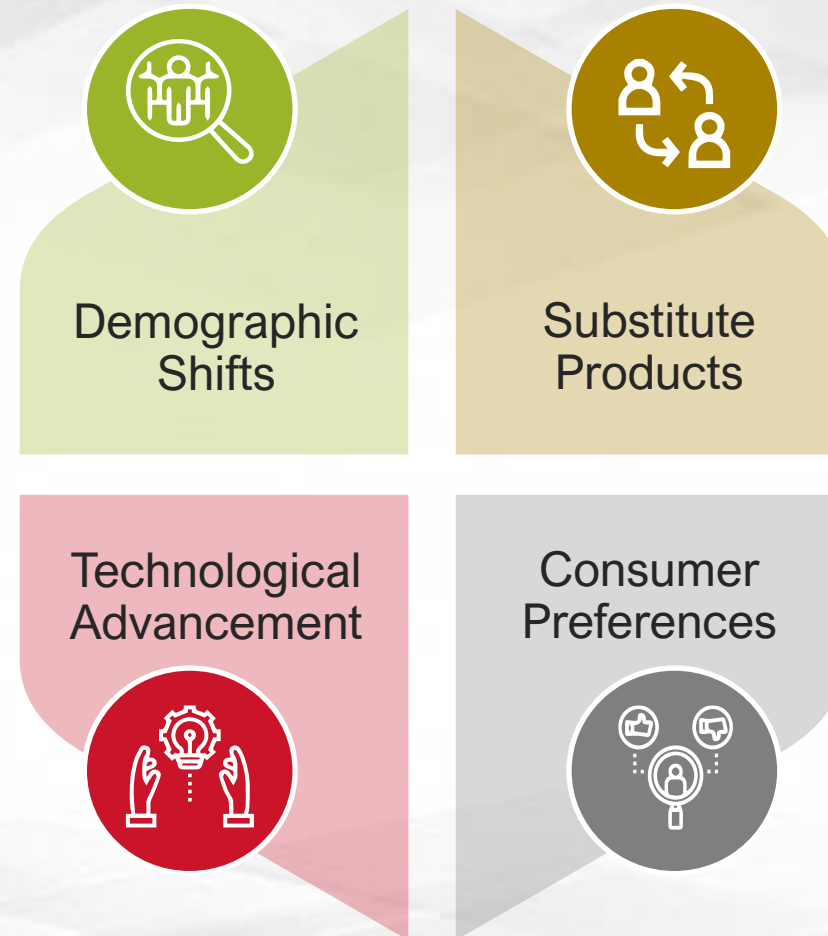 Demographic
Shifts
Substitute
Products
Technological
Advancement
Consumer
Preferences